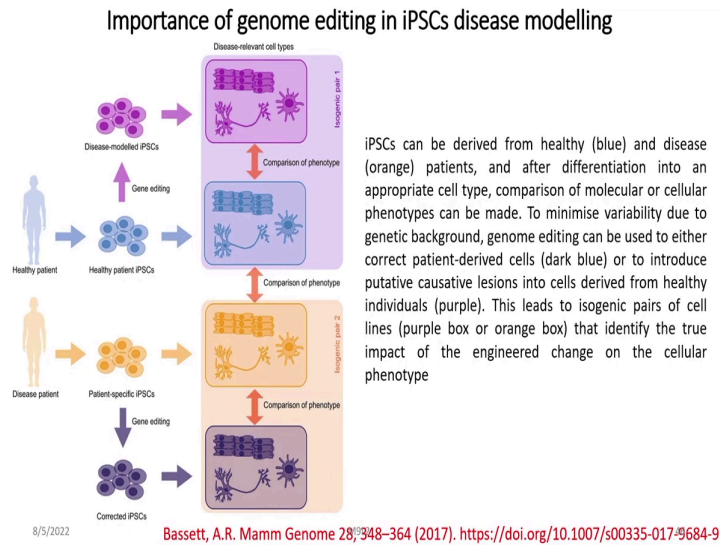 Importance of genome editing in iPSCs disease modelling
Disease-relevant cell types
Isogenic pair 1
Disease-modelled iPSCs
Comparison of phenotype
Gene editing
Healthy patient
Healthy patient iPSCs
Comparison of phenotype
Isogenic pair 2
Disease patient
Patient-specific iPSCs
Comparison of phenotype
Gene editing
Corrected iPSCs
iPSCs can be derived from healthy (blue) and disease
(orange) patients, and after differentiation into an
appropriate cell type, comparison of molecular or cellular
phenotypes can be made. To minimise variability due to
genetic background, genome editing can be used to either
correct patient-derived cells (dark blue) or to introduce
putative causative lesions into cells derived from healthy
individuals (purple). This leads to isogenic pairs of cell
lines (purple box or orange box) that identify the true
impact of the engineered change on the cellular
phenotype
8/5/2022
Bassett, A.R. Mamm Genome 28, 348–364 (2017). https://doi.org/10.1007/s00335-017-9684-9